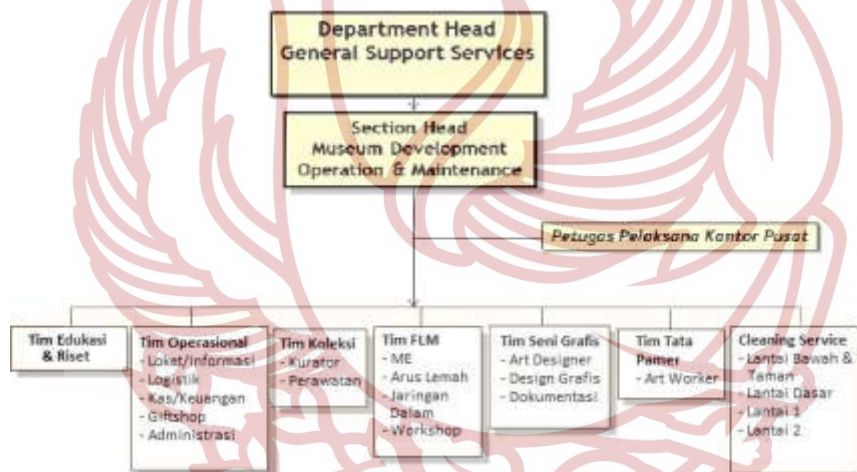 Department Head
General Support Services
Section Head
Museum Development
Operation & Maintenance
Petugas Pelaksana Kantor Pusat
Tim Edukasi
& Riset
Tim Operasional
- Loket/Informasi
- Logistik
- Kas/Keuangan
- Giftshop
- Administrasi
Tim Koleksi
- Kurator
- Perawatan
Tim FLM
- ME
- Arus Lemah
- Jaringan
Dalam
- Workshop
Tim Seni Grafis
- Art Designer
- Design Grafis
- Dokumentasi
Tim Tata
Pamer
- Art Worker
Cleaning Service
- Lantai Bawah &
Taman
- Lantai Dasar
- Lantai 1
- Lantai 2